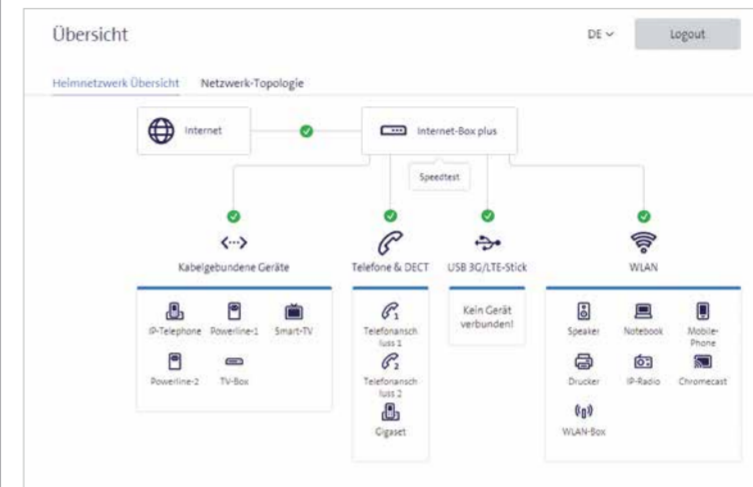 Übersicht
DE
Logout
Heimnetzwerk Übersicht
Netzwerk-Topologie
Internet
Internet-Box plus
Speedtest
Kabelgebundene Geräte
Telefone & DECT
USB 3G/LTE-Stick
WLAN
IP-Telephone
Powerline-1
Smart-TV
Powerline-2
TV-Box
1
Telefonansch
luss 1
2
Telefonansch
luss 2
Gigaset
Kein Gerät
verbunden!
Speaker
Notebook
Mobile-
Phone
Drucker
IP-Radio
Chromecast
WLAN-Box